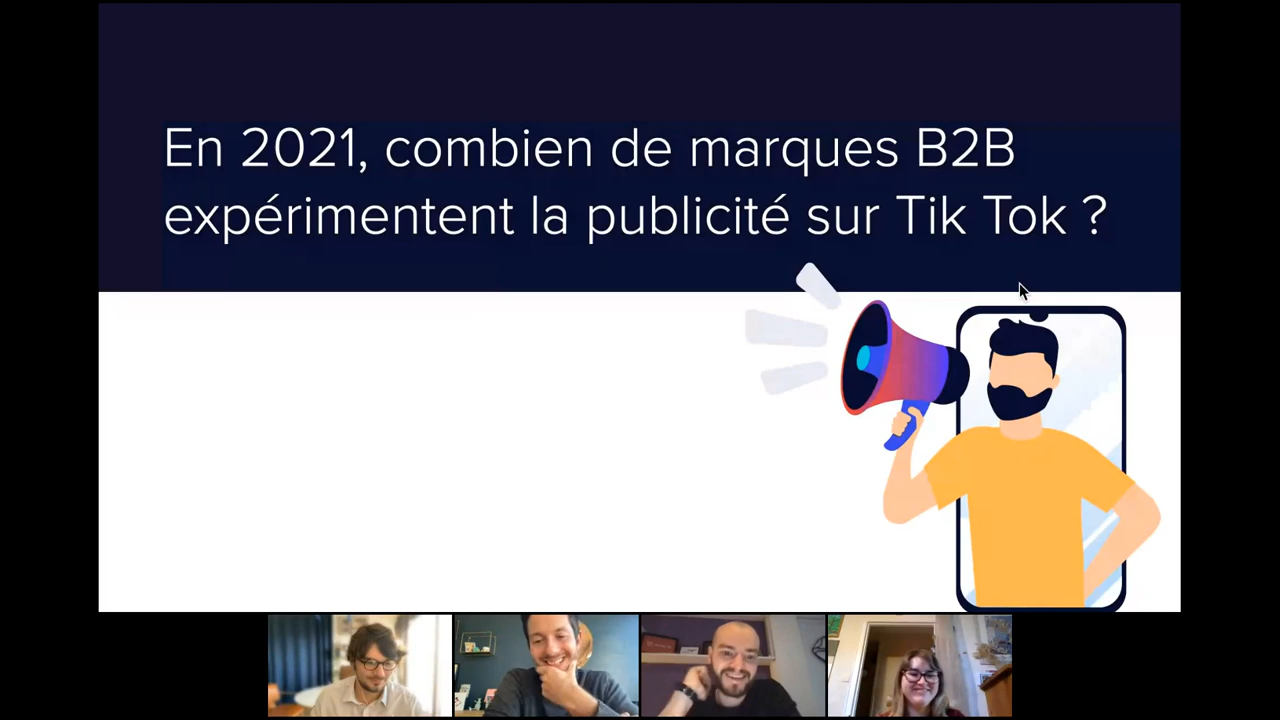 En 2021, combien de marques B2B
expérimentent la publicité sur Tik Tok ?